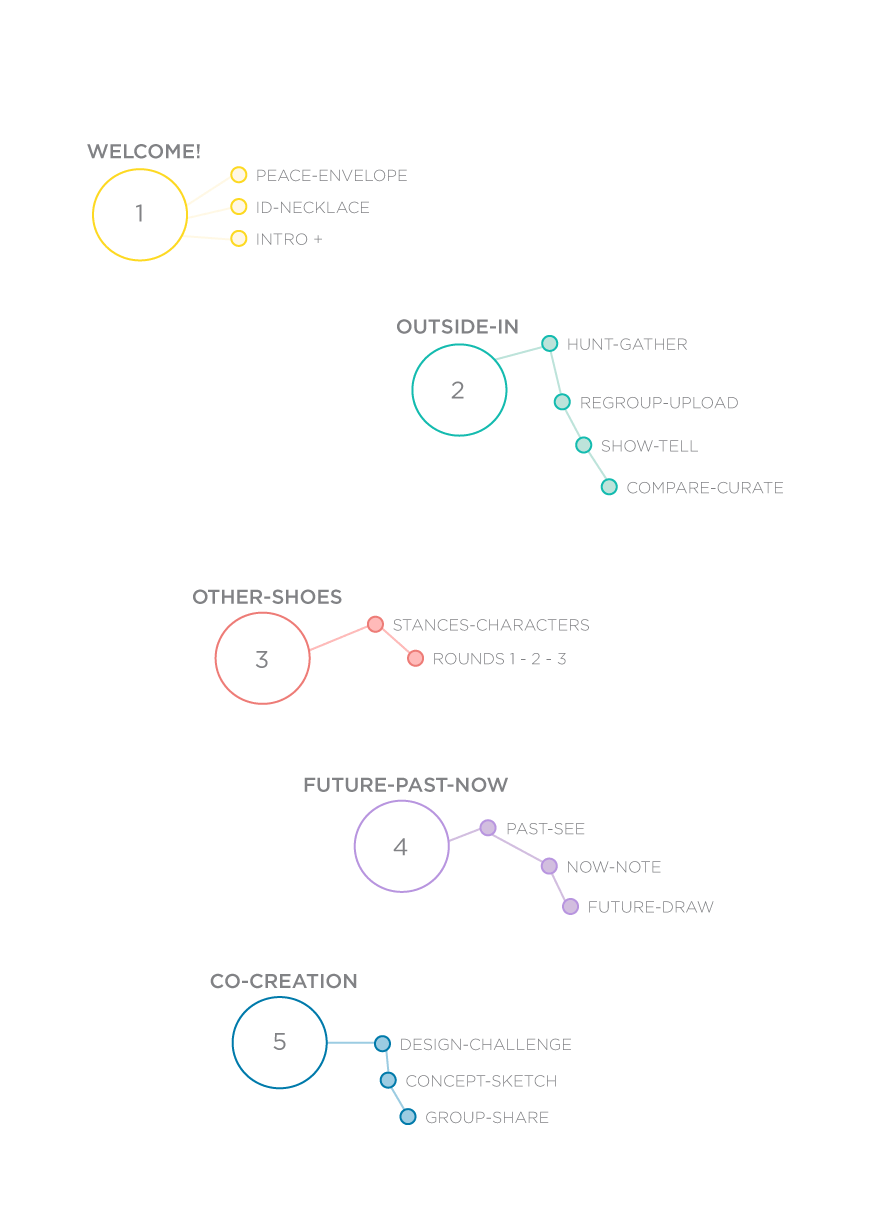 WELCOME!
1
PEACE-ENVELOPE
ID-NECKLACE
INTRO +
OUTSIDE-IN
2
HUNT-GATHER
REGROUP-UPLOAD
SHOW-TELL
COMPARE-CURATE
OTHER-SHOES
3
STANCES-CHARACTERS
ROUNDS 1 - 2 - 3
FUTURE-PAST-NOW
4
PAST-SEE
NOW-NOTE
FUTURE-DRAW
CO-CREATION
5
DESIGN-CHALLENGE
CONCEPT-SKETCH
GROUP-SHARE